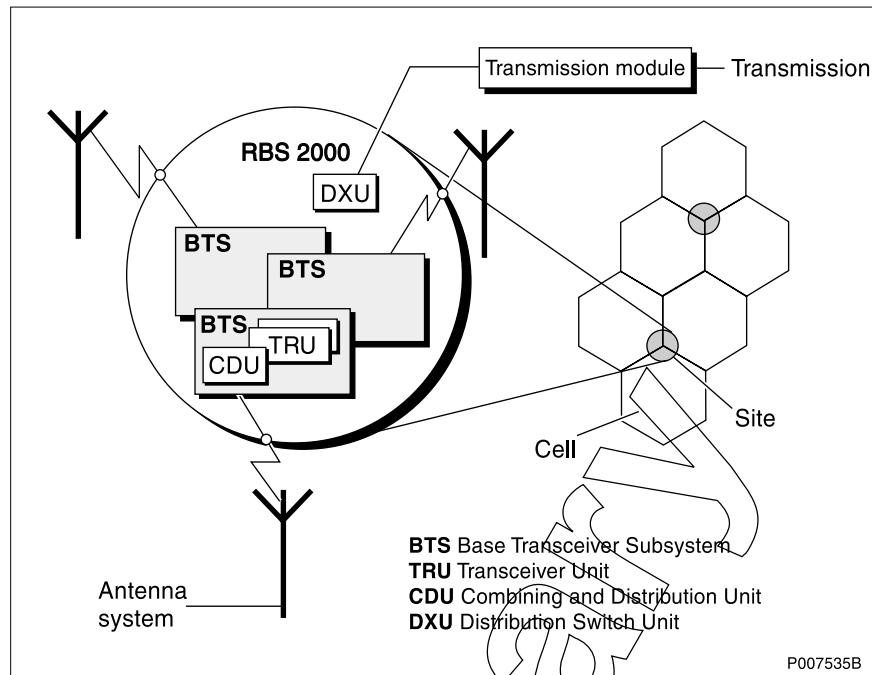 Transmission module
Transmission
RBS 2000
DXU
BTS
BTS
BTS
TRU
CDU
Site
Cell
Antenna
system
BTS Base Transceiver Subsystem
TRU Transceiver Unit
CDU Combining and Distribution Unit
DXU Distribution Switch Unit
P007535B